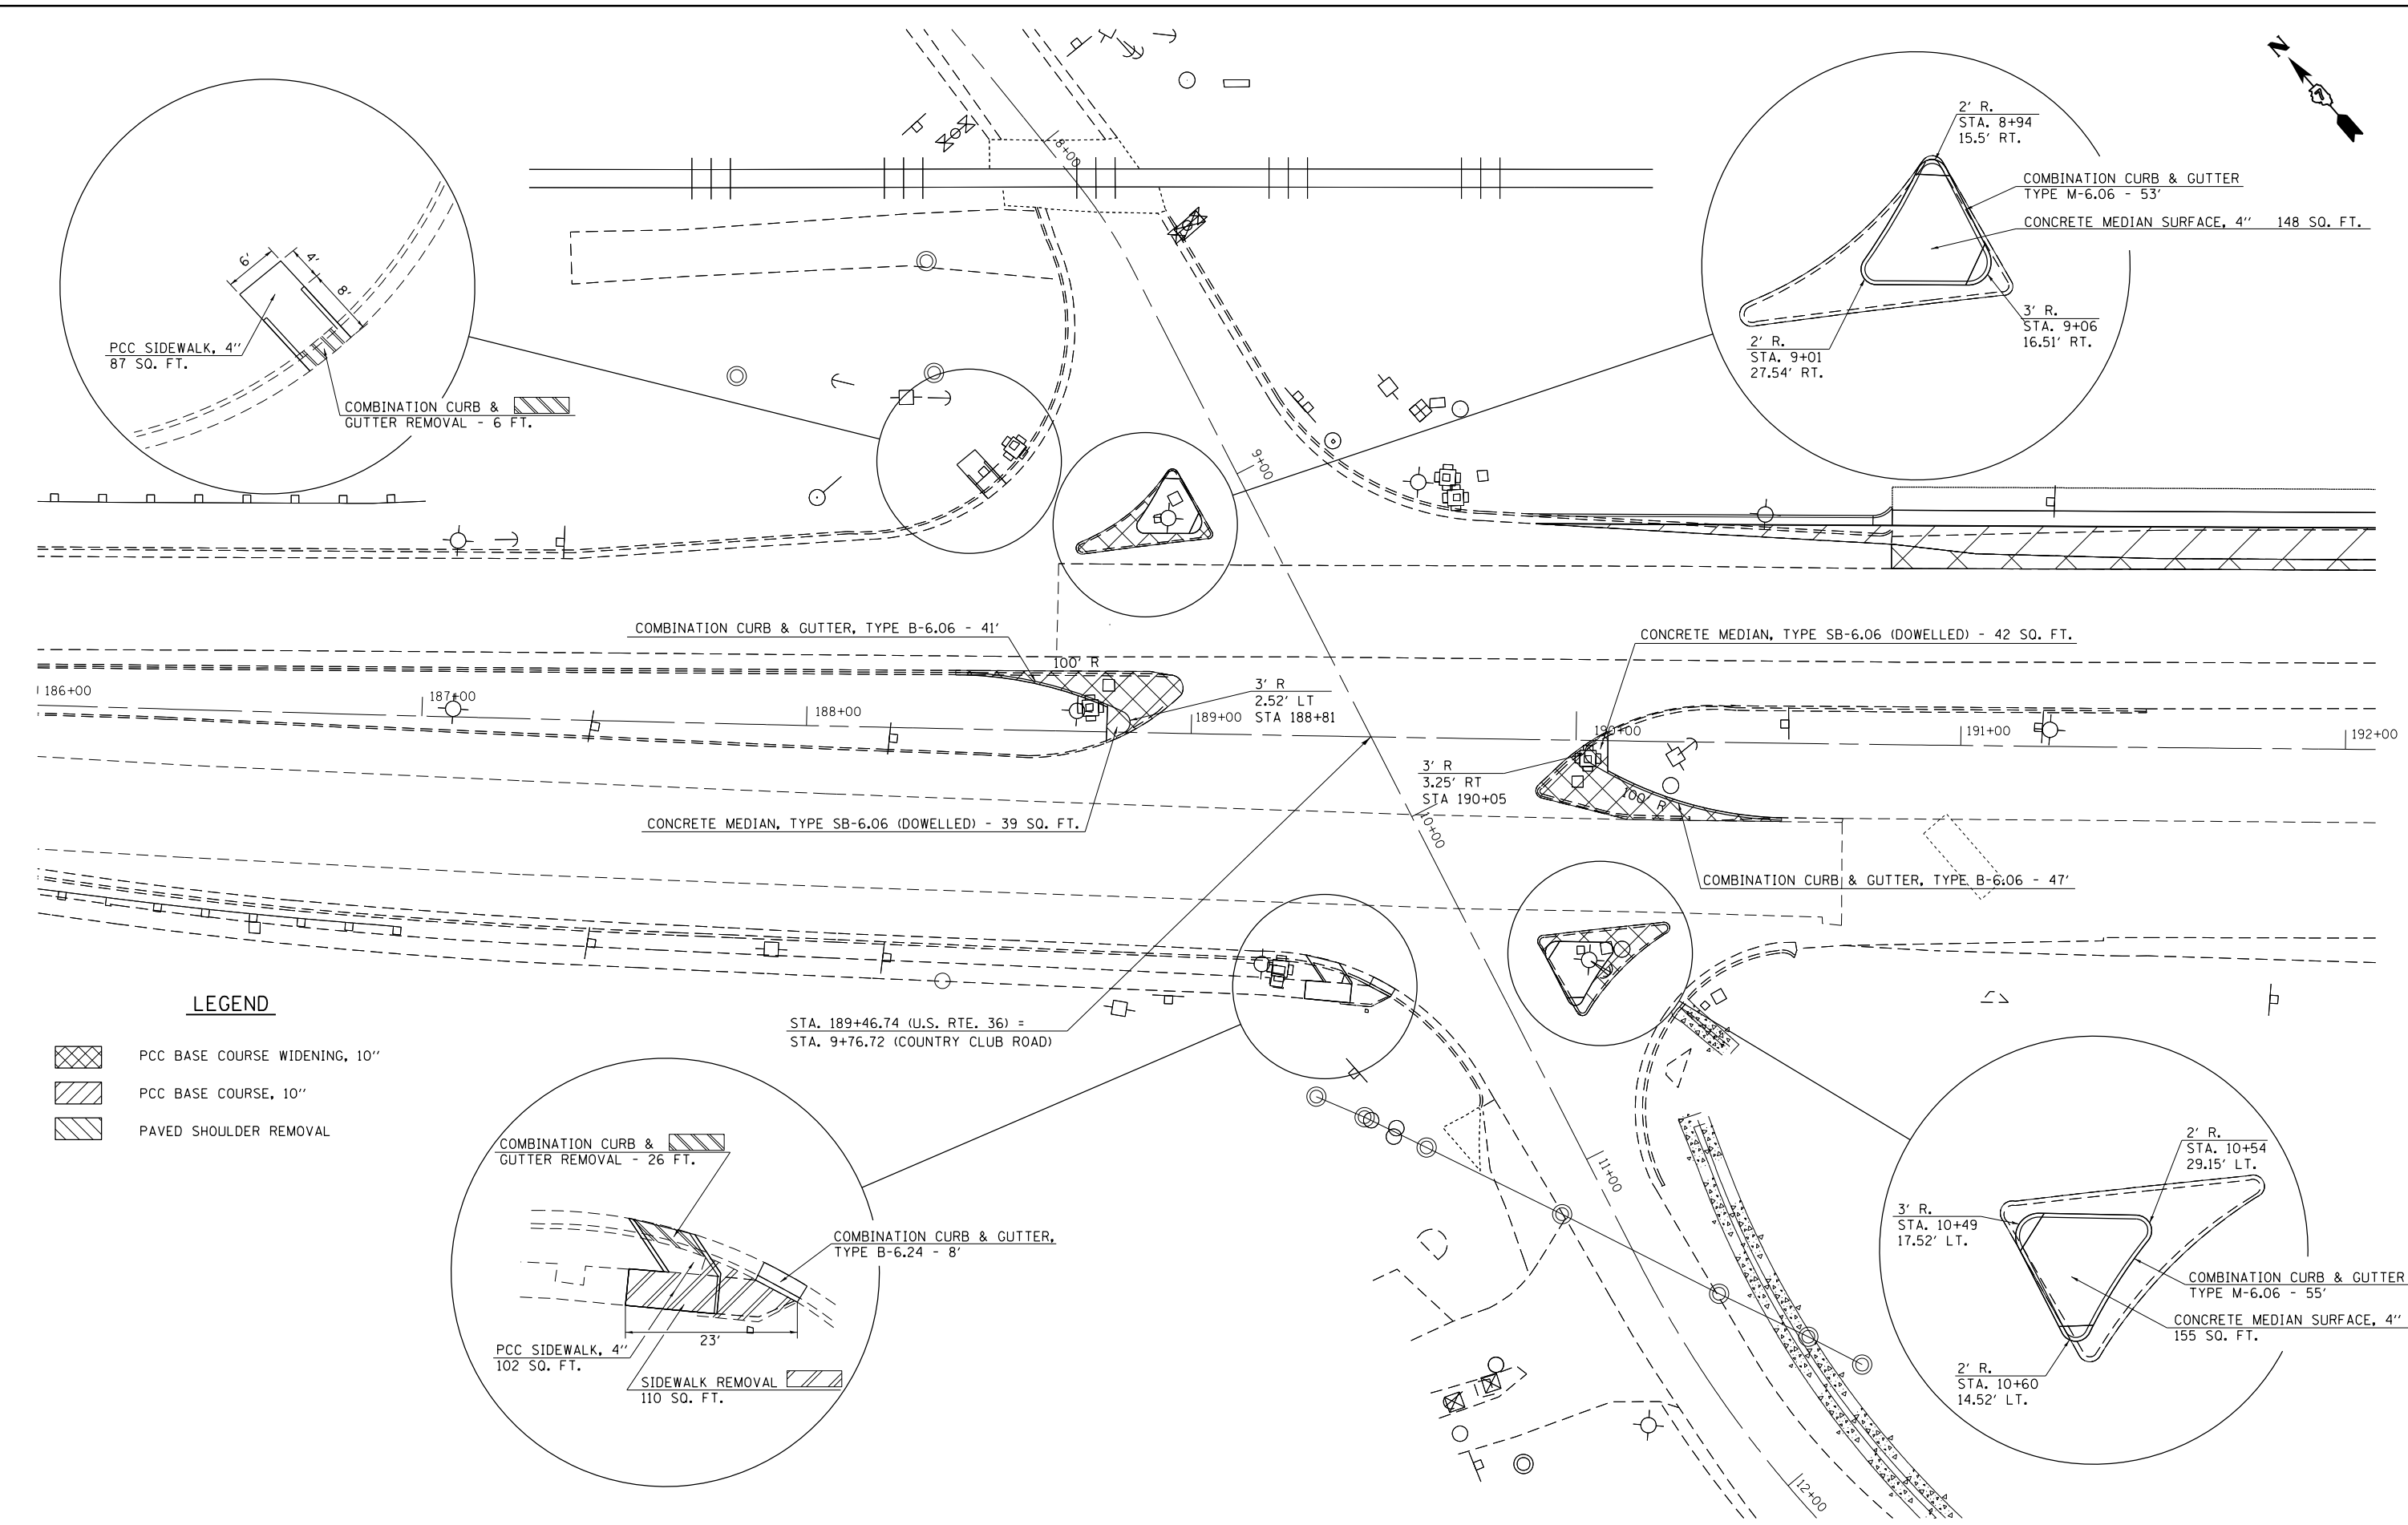 N
7
8+00
2' R.
STA. 8+94
15.5' RT.
COMBINATION CURB & GUTTER
TYPE M-6.06 - 53'
CONCRETE MEDIAN SURFACE, 4" 148 SQ. FT.
3' R.
STA. 9+06
16.51' RT.
2' R.
STA. 9+01
27.54' RT.
6'
4'
8'
PCC SIDEWALK, 4"
87 SQ. FT.
COMBINATION CURB &
GUTTER REMOVAL - 6 FT.
9+00
COMBINATION CURB & GUTTER, TYPE B-6.06 - 41'
CONCRETE MEDIAN, TYPE SB-6.06 (DOWELLED) - 42 SQ. FT.
100' R
186+00
187+00
188+00
189+00
190+00
191+00
192+00
3' R
2.52' LT
STA 188+81
3' R
3.25' RT
STA 190+05
100' R
10+00
CONCRETE MEDIAN, TYPE SB-6.06 (DOWELLED) - 39 SQ. FT.
COMBINATION CURB & GUTTER, TYPE B-6.06 - 47'
STA. 189+46.74 (U.S. RTE. 36) =
STA. 9+76.72 (COUNTRY CLUB ROAD)
LEGEND
PCC BASE COURSE WIDENING, 10"
PCC BASE COURSE, 10"
PAVED SHOULDER REMOVAL
COMBINATION CURB &
GUTTER REMOVAL - 26 FT.
COMBINATION CURB & GUTTER,
TYPE B-6.24 - 8'
23'
PCC SIDEWALK, 4"
102 SQ. FT.
SIDEWALK REMOVAL
110 SQ. FT.
11+00
12+00
2' R.
STA. 10+54
29.15' LT.
3' R.
STA. 10+49
17.52' LT.
COMBINATION CURB & GUTTER
TYPE M-6.06 - 55'
CONCRETE MEDIAN SURFACE, 4"
155 SQ. FT.
2' R.
STA. 10+60
14.52' LT.